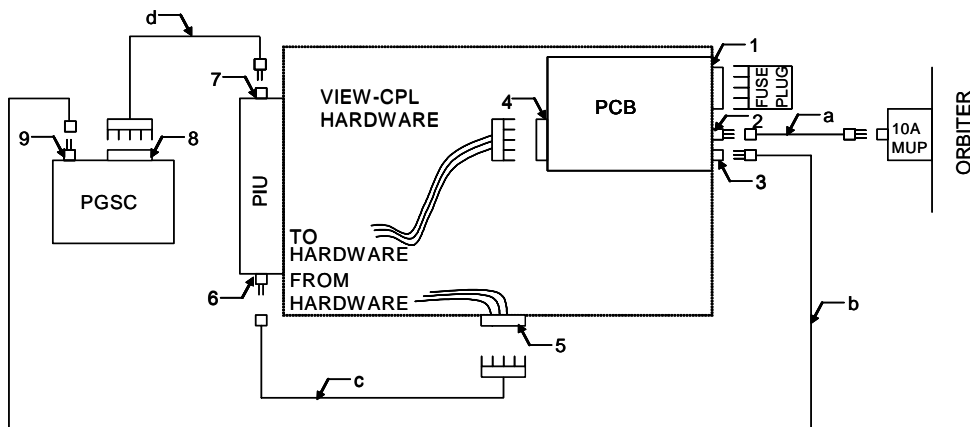 d
1
7
VIEW-CPL
HARDWARE
4
PCB
FUSE
PLUG
2
a
10A
MUP
ORBITER
9
8
3
PGSC
PIU
TO
HARDWARE
FROM
HARDWARE
6
b
5
c